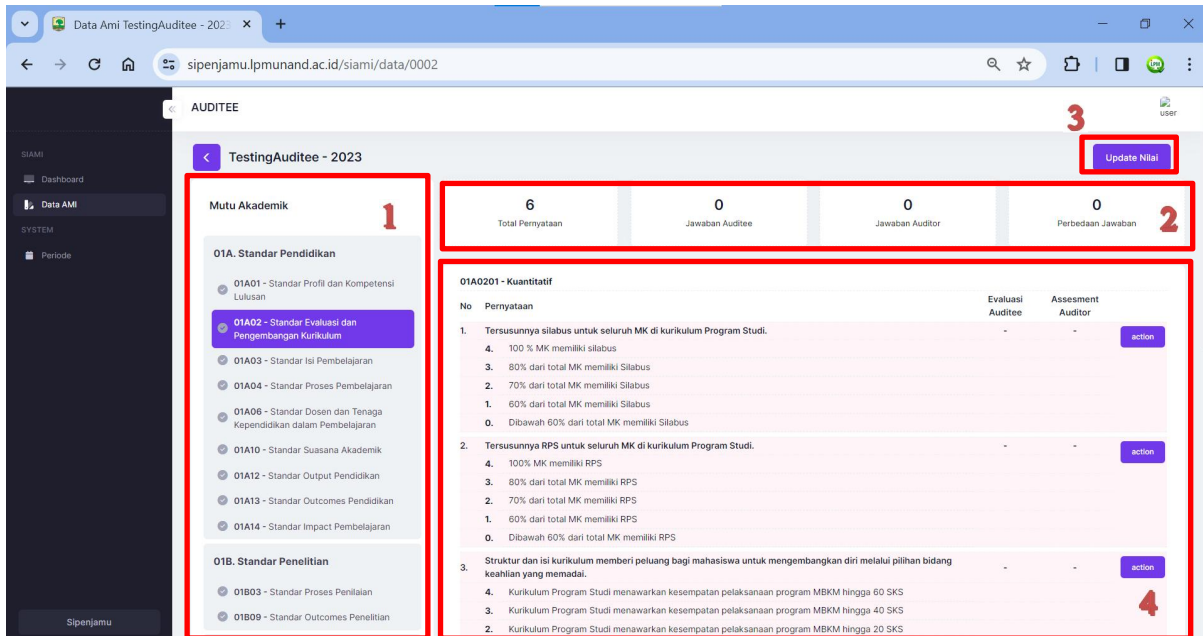 Data Ami TestingAuditee - 2023
sipenjamu.lpmunand.ac.id/siami/data/0002
AUDITEE
user
SIAMI
Dashboard
Data AMI
SYSTEM
Periode
Sipenjamu
TestingAuditee - 2023
3
Update Nilai
Mutu Akademik
1
01A. Standar Pendidikan
01A01 - Standar Profil dan Kompetensi
Lulusan
01A02 - Standar Evaluasi dan
Pengembangan Kurikulum
01A03 - Standar Isi Pembelajaran
01A04 - Standar Proses Pembelajaran
01A06 - Standar Dosen dan Tenaga
Kependidikan dalam Pembelajaran
01A10 - Standar Suasana Akademik
01A12 - Standar Output Pendidikan
01A13 - Standar Outcomes Pendidikan
01A14 - Standar Impact Pembelajaran
01B. Standar Penelitian
01B03 - Standar Proses Penilaian
01B09 - Standar Outcomes Penelitian
6 0 0 0
Total Pernyataan Jawaban Auditee Jawaban Auditor Perbedaan Jawaban
2
01A0201 - Kuantitatif
No Pernyataan Evaluasi Auditee Assesment Auditor
1. Tersusunnya silabus untuk seluruh MK di kurikulum Program Studi. - - action
4. 100 % MK memiliki silabus
3. 80% dari total MK memiliki Silabus
2. 70% dari total MK memiliki Silabus
1. 60% dari total MK memiliki Silabus
0. Dibawah 60% dari total MK memiliki Silabus
2. Tersusunnya RPS untuk seluruh MK di kurikulum Program Studi. - - action
4. 100% MK memiliki RPS
3. 80% dari total MK memiliki RPS
2. 70% dari total MK memiliki RPS
1. 60% dari total MK memiliki RPS
0. Dibawah 60% dari total MK memiliki RPS
3. Struktur dan isi kurikulum memberi peluang bagi mahasiswa untuk mengembangkan diri melalui pilihan bidang
keahlian yang memadai. - - action
4. Kurikulum Program Studi menawarkan kesempatan pelaksanaan program MBKM hingga 60 SKS
3. Kurikulum Program Studi menawarkan kesempatan pelaksanaan program MBKM hingga 40 SKS
2. Kurikulum Program Studi menawarkan kesempatan pelaksanaan program MBKM hingga 20 SKS
4